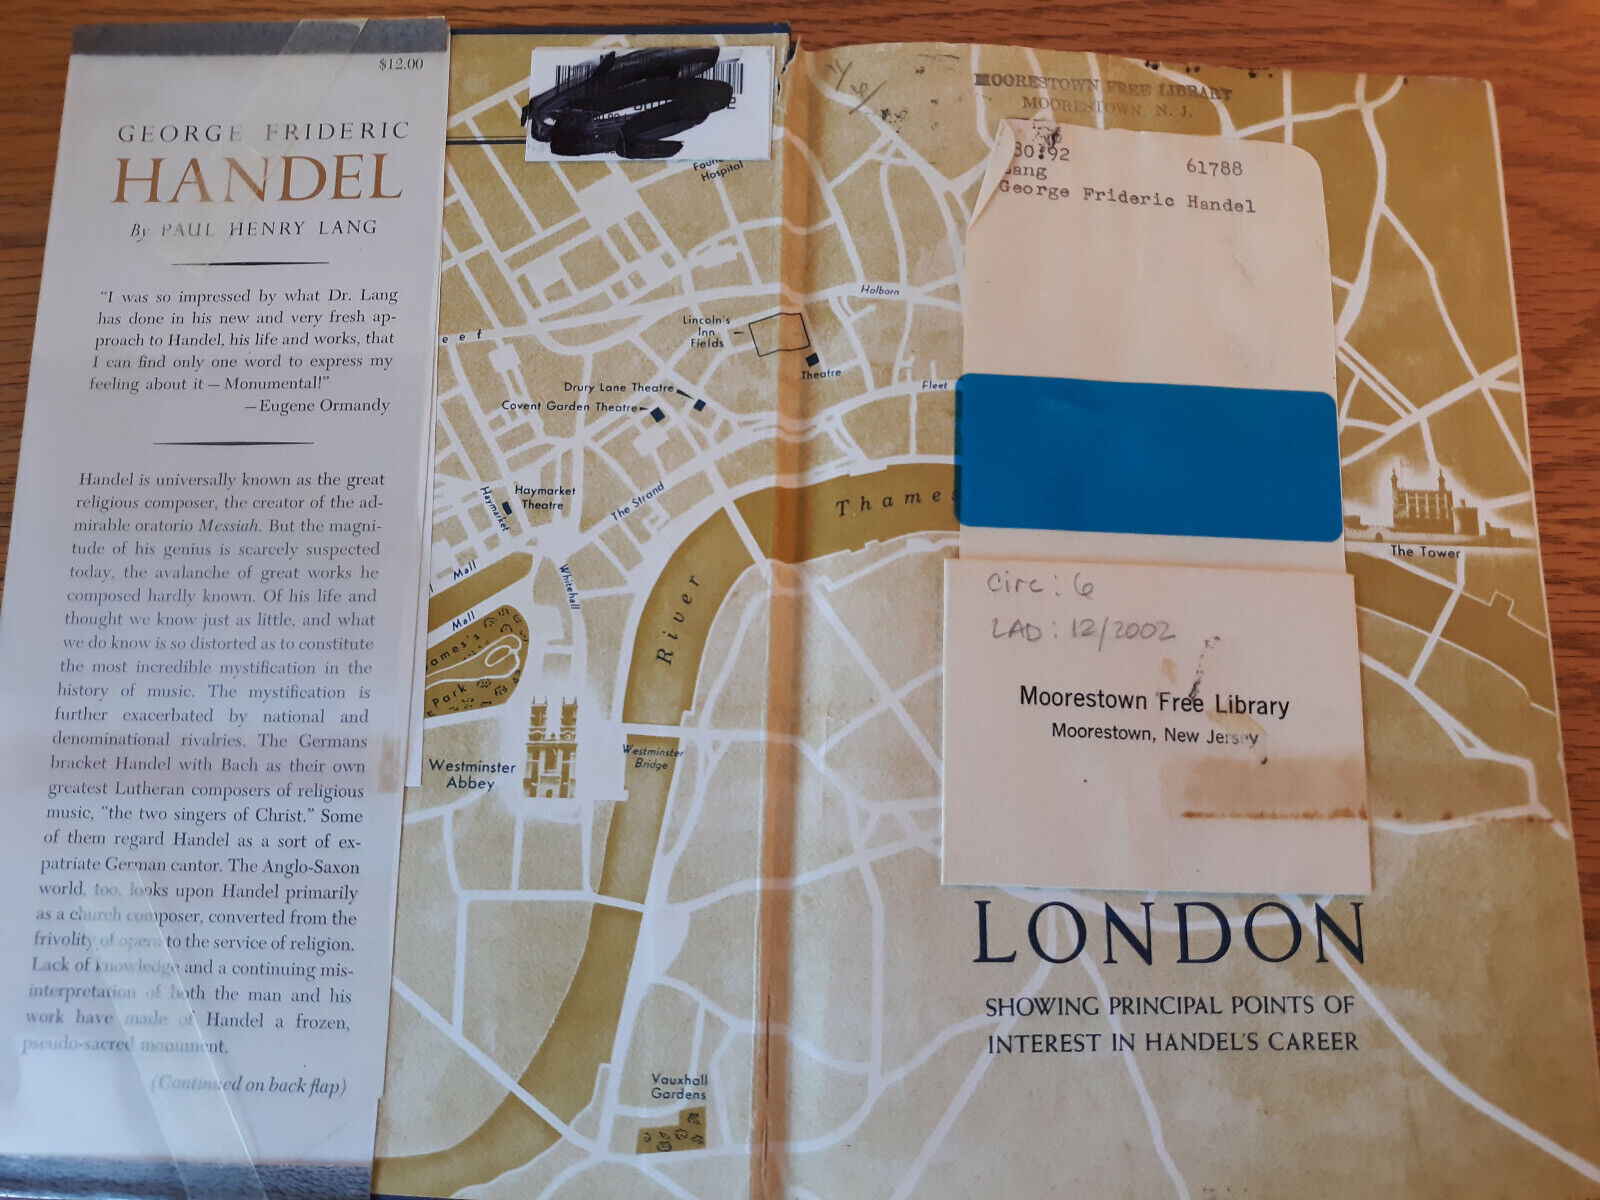 $12.00
GEORGE FRIDERIC
HANDEL
By PAUL HENRY LANG
"I was so impressed by what Dr. Lang
has done in his new and very fresh ap-
proach to Handel, his life and works, that
I can find only one word to express my
feeling about it — Monumental!"
—Eugene Ormandy
Handel is universally known as the great
religious composer, the creator of the ad-
mirable oratorio Messiah. But the magni-
tude of his genius is scarcely suspected
today, the avalanche of great works he
composed hardly known. Of his life and
thought we know just as little, and what
we do know is so distorted as to constitute
the most incredible mystification in the
history of music. The mystification is
further exacerbated by national and
denominational rivalries. The Germans
bracket Handel with Bach as their own
greatest Lutheran composers of religious
music, "the two singers of Christ." Some
of them regard Handel as a sort of ex-
patriate German cantor. The Anglo-Saxon
world, too, looks upon Handel primarily
as a church composer, converted from the
frivolity of opera to the service of religion.
Lack of knowledge and a continuing mis-
interpretation of both the man and his
work have made of Handel a frozen,
pseudo-sacred monument.
(Continued on back flap)
Hospital
Holborn
Lincoln's
Inn
Fields
Theatre
eet
Drury Lane Theatre
Covent Garden Theatre
Fleet
Haymarket
Haymarket
Theatre
The Strand
Thames
River
Mall
Mall
Whitehall
ames's
Park
Westminster
Abbey
Westminster
Bridge
Vauxhall
Gardens
The Tower
MOORESTOWN FREE LIBRARY
MOORESTOWN, N. J.
61788
ang
George Frideric Handel
Circ: 6
LAD: 12/2002
Moorestown Free Library
Moorestown, New Jersey
LONDON
SHOWING PRINCIPAL POINTS OF
INTEREST IN HANDEL'S CAREER